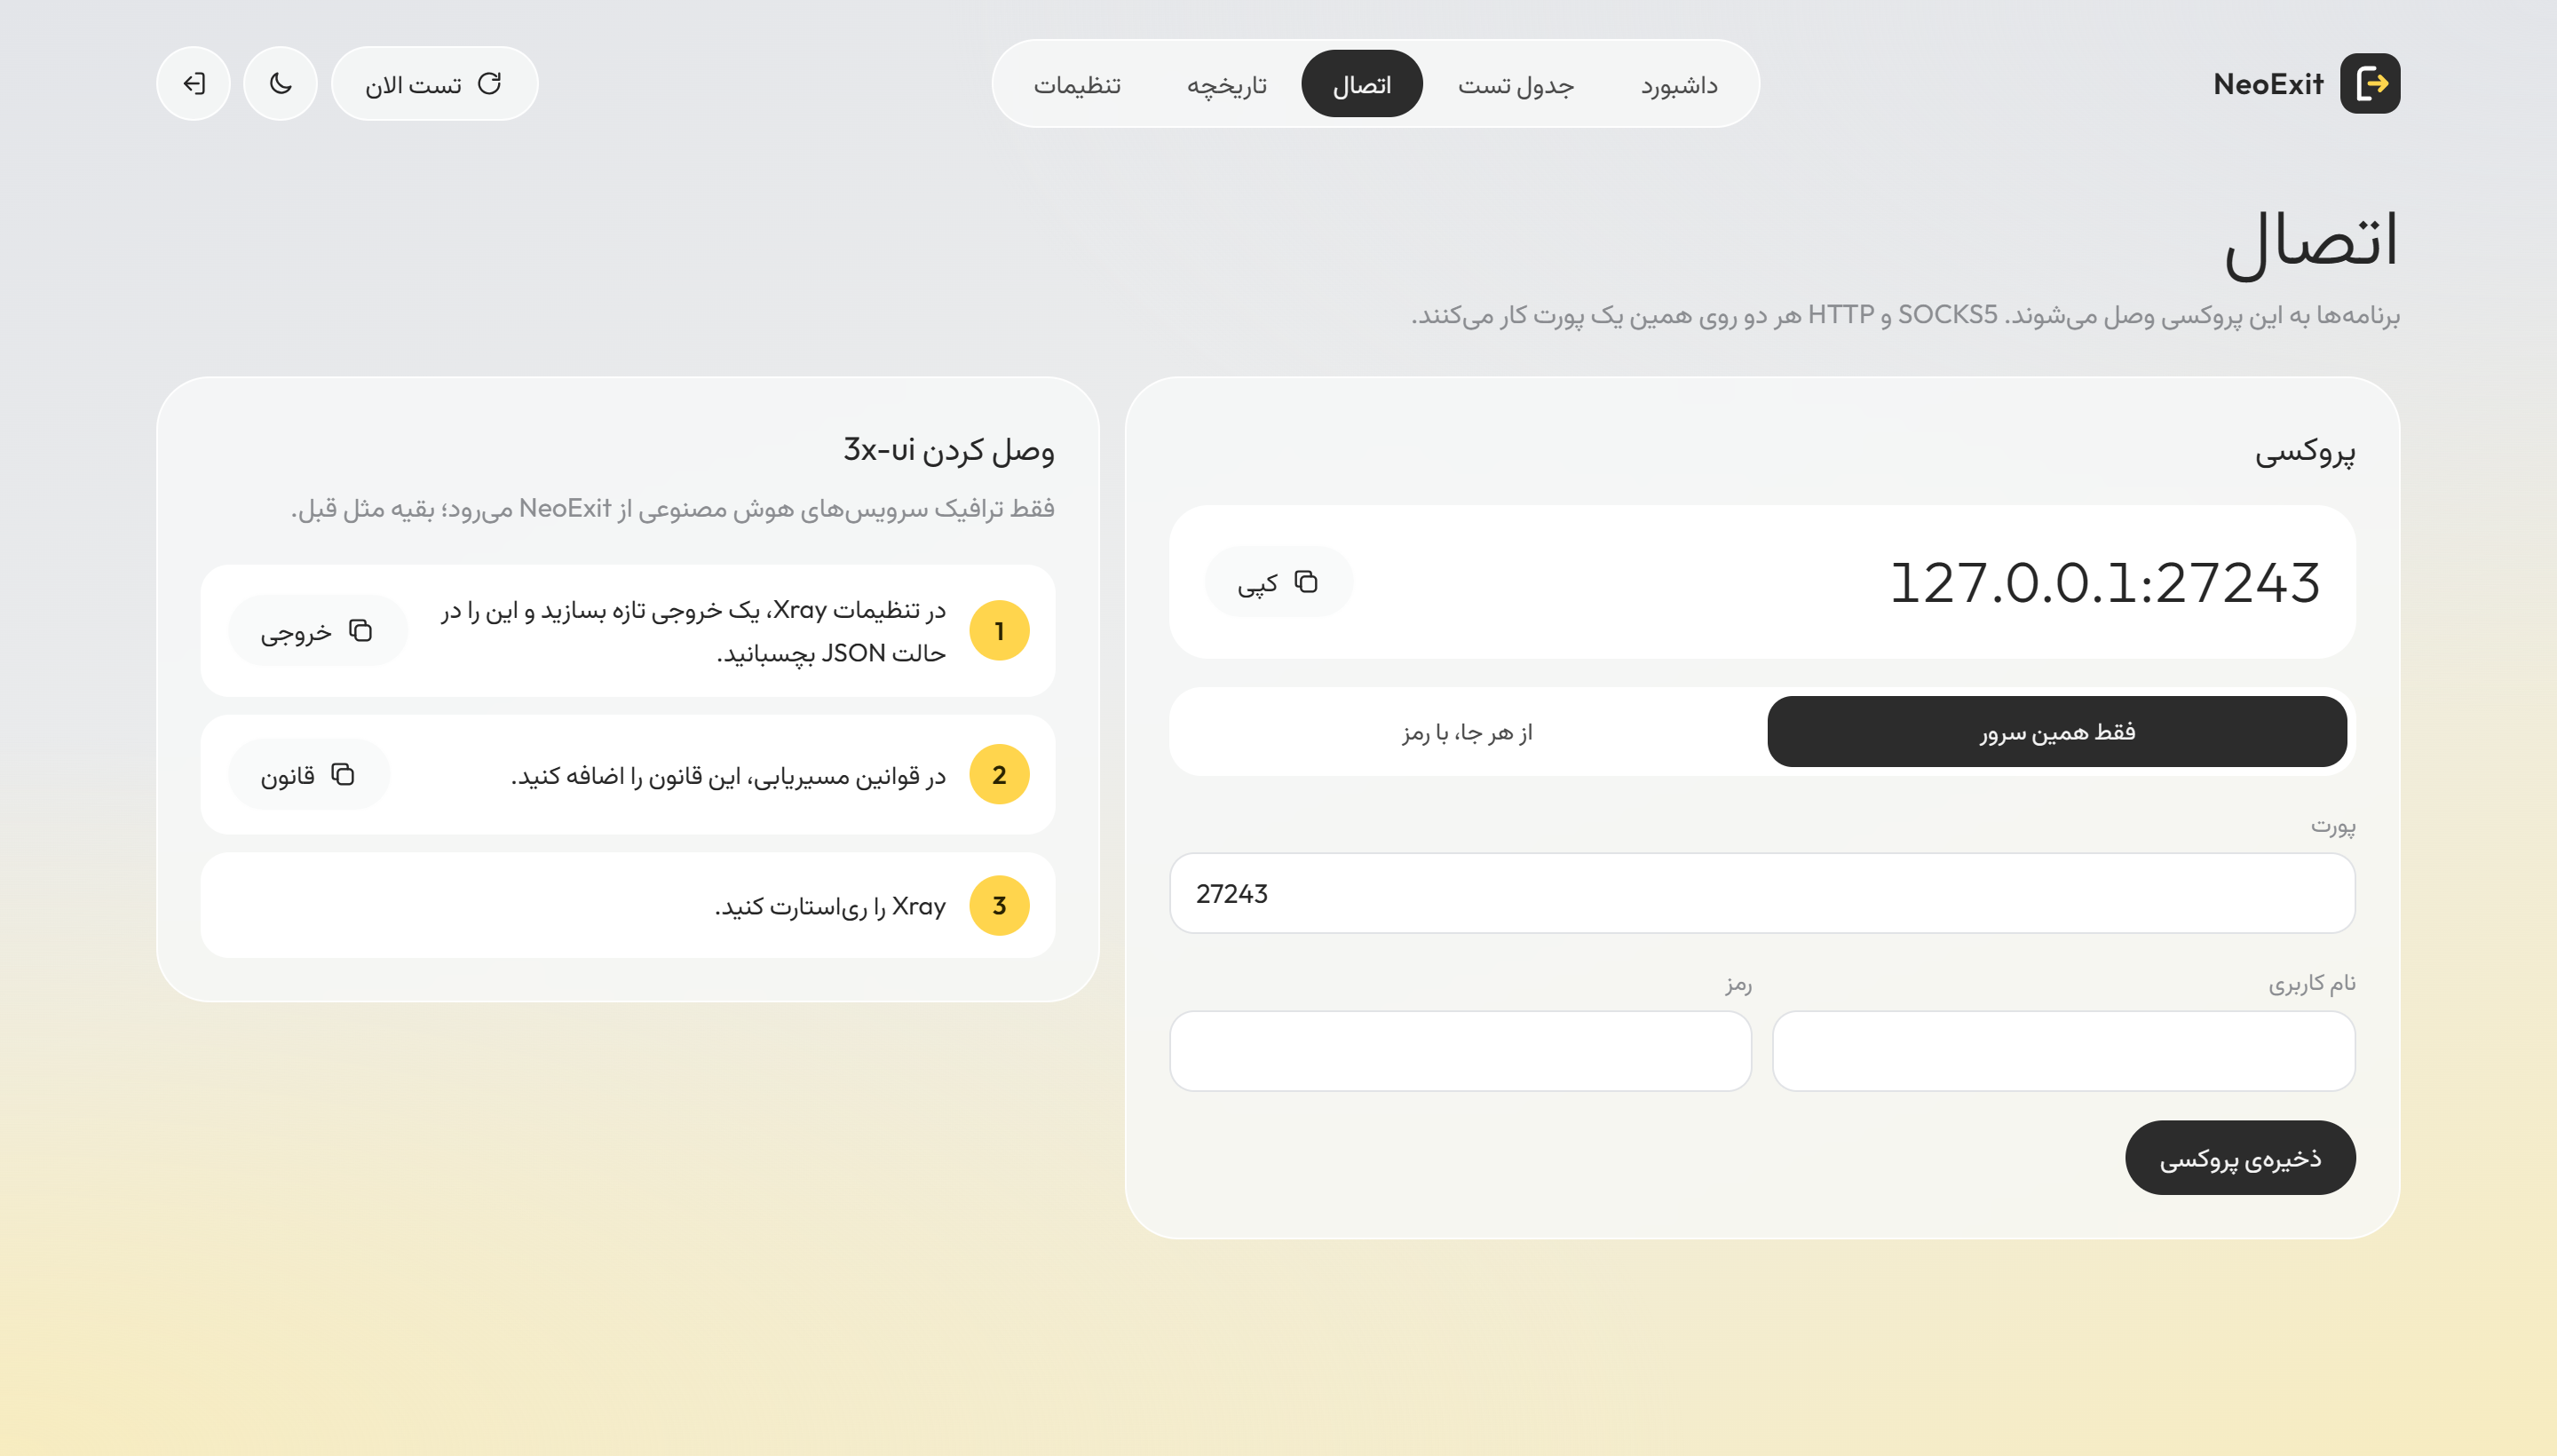 NeoExit
داشبورد
جدول تست
اتصال
تاریخچه
تنظیمات
تست الان
اتصال
برنامه‌ها به این پروکسی وصل می‌شوند. SOCKS5 و HTTP هر دو روی همین یک پورت کار می‌کنند.
پروکسی
127.0.0.1:27243
کپی
فقط همین سرور
از هر جا، با رمز
پورت
27243
نام کاربری
رمز
ذخیره‌ی پروکسی
وصل کردن 3x-ui
فقط ترافیک سرویس‌های هوش مصنوعی از NeoExit می‌رود؛ بقیه مثل قبل.
1
در تنظیمات Xray، یک خروجی تازه بسازید و این را در
حالت JSON بچسبانید.
خروجی
2
در قوانین مسیریابی، این قانون را اضافه کنید.
قانون
3
Xray را ری‌استارت کنید.